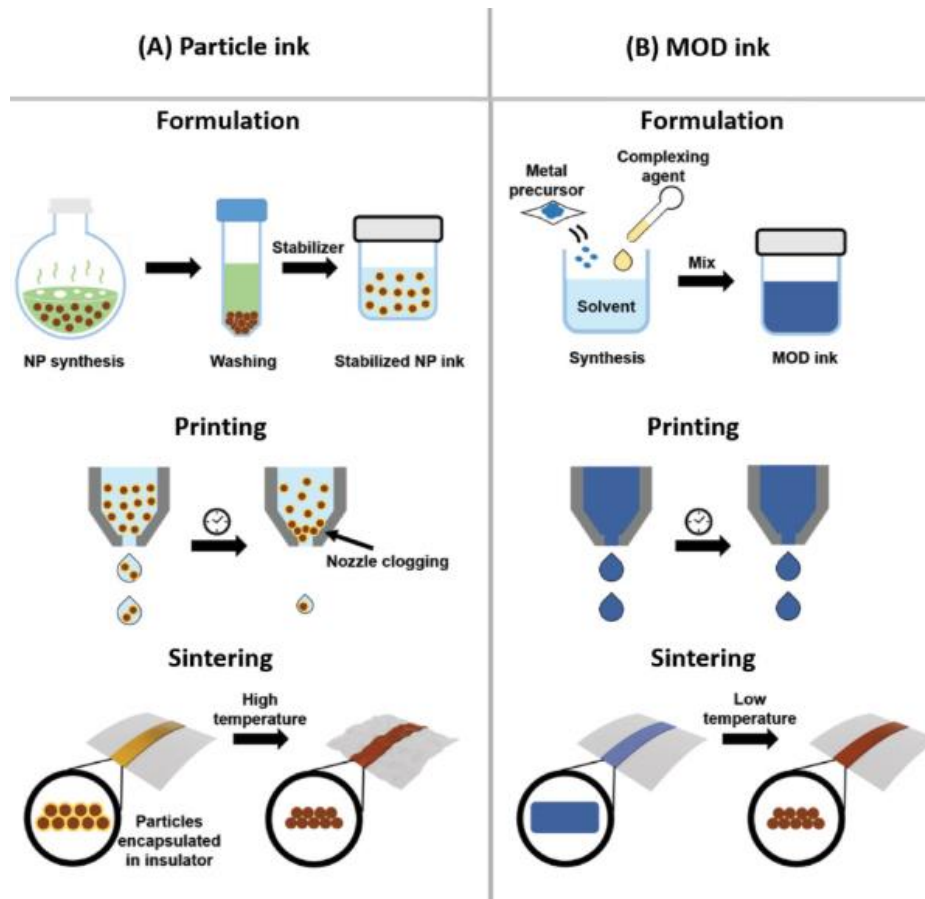 (A) Particle ink
Formulation
Stabilizer
NP synthesis
Washing
Stabilized NP ink
Printing
Nozzle clogging
Sintering
High
temperature
Particles
encapsulated
in insulator
(B) MOD ink
Formulation
Metal
precursor
Complexing
agent
Solvent
Mix
Synthesis
MOD ink
Printing
Sintering
Low
temperature